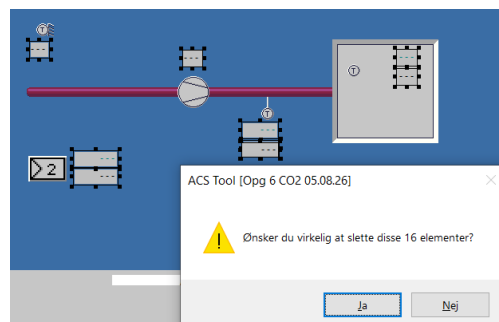 T
T
T
2
ACS Tool [Opg 6 CO2 05.08.26]
Ønsker du virkelig at slette disse 16 elementer?
Ja
Nej